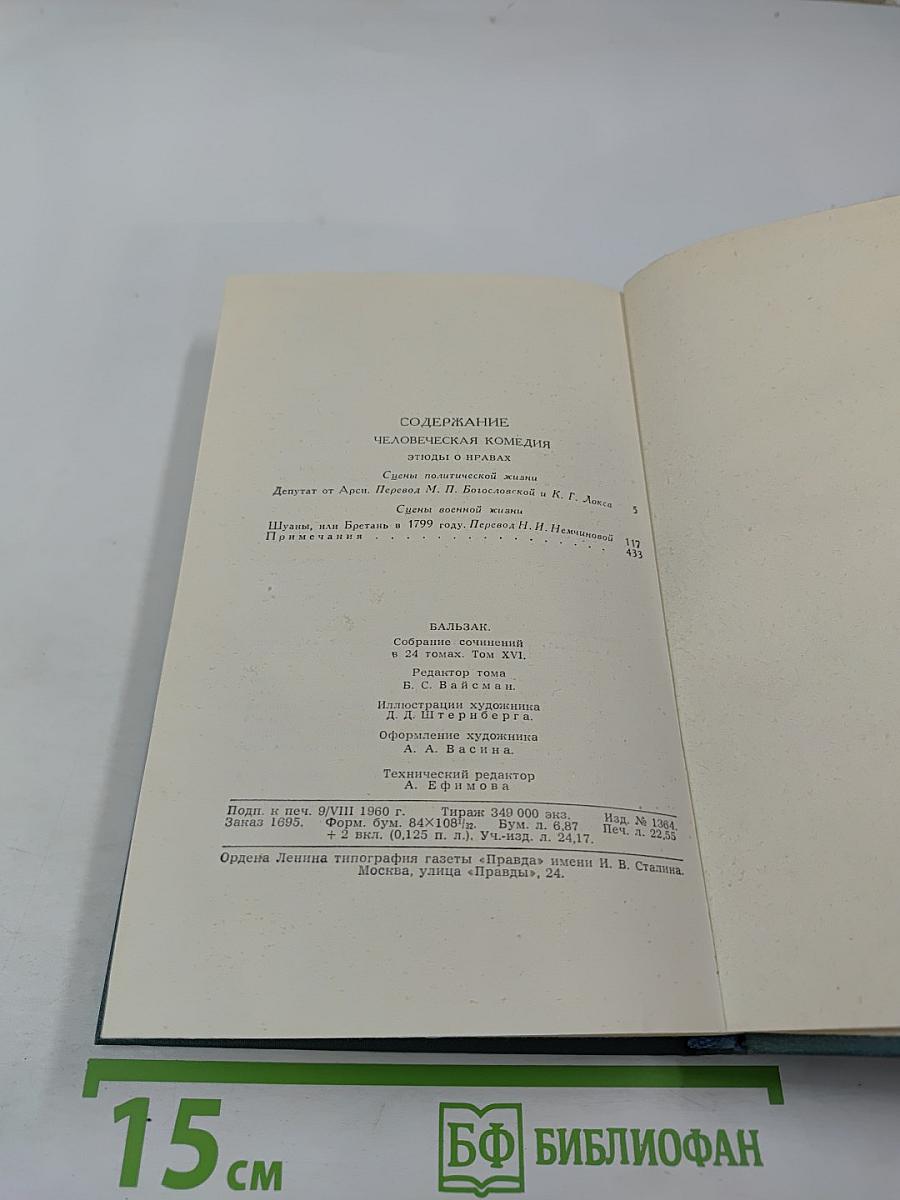 СОДЕРЖАНИЕ
ЧЕЛОВЕЧЕСКАЯ КОМЕДИЯ
ЭТЮДЫ О НРАВАХ
Сцены политической жизни
Депутат от Арси. Перевод М. П. Богословской и К. Г. Локса 5
Сцены военной жизни
Шуаны, или Бретань в 1799 году. Перевод Н. И. Немчиновой 117
Примечания . . . . . . . . . . . . . . . 433
БАЛЬЗАК.
Собрание сочинений
в 24 томах. Том XVI.
Редактор тома
Б. С. Вайсман.
Иллюстрации художника
Д. Д. Штернберга.
Оформление художника
А. А. Васина.
Технический редактор
А. Ефимова
Подп. к печ. 9/VIII 1960 г. Тираж 349 000 экз. Изд. № 1364.
Заказ 1695. Форм. бум. 84×108 1/32. Бум. л. 6,87 Печ. л. 22,55
+ 2 вкл. (0,125 п. л.). Уч.-изд. л. 24,17.
Ордена Ленина типография газеты «Правда» имени И. В. Сталина.
Москва, улица «Правды», 24.
15 см
БФ БИБЛИОФАН